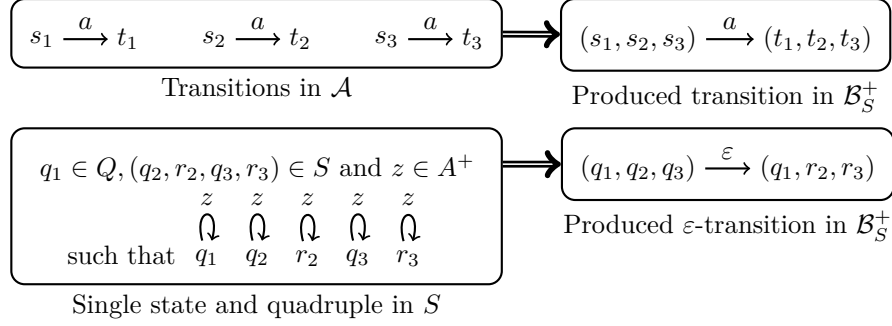 s₁ —a→ t₁ s₂ —a→ t₂ s₃ —a→ t₃
(s₁, s₂, s₃) —a→ (t₁, t₂, t₃)
Transitions in 𝒜
Produced transition in ℬ_S⁺
q₁ ∈ Q, (q₂, r₂, q₃, r₃) ∈ S and z ∈ A⁺
z z z z z
such that q₁ q₂ r₂ q₃ r₃
(q₁, q₂, q₃) —ε→ (q₁, r₂, r₃)
Produced ε-transition in ℬ_S⁺
Single state and quadruple in S